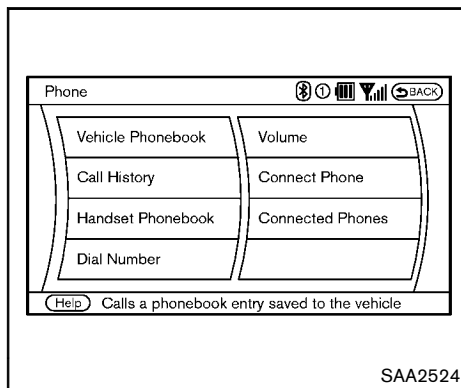 Phone ① BACK
Vehicle Phonebook
Call History
Handset Phonebook
Dial Number
Volume
Connect Phone
Connected Phones
Help Calls a phonebook entry saved to the vehicle
SAA2524